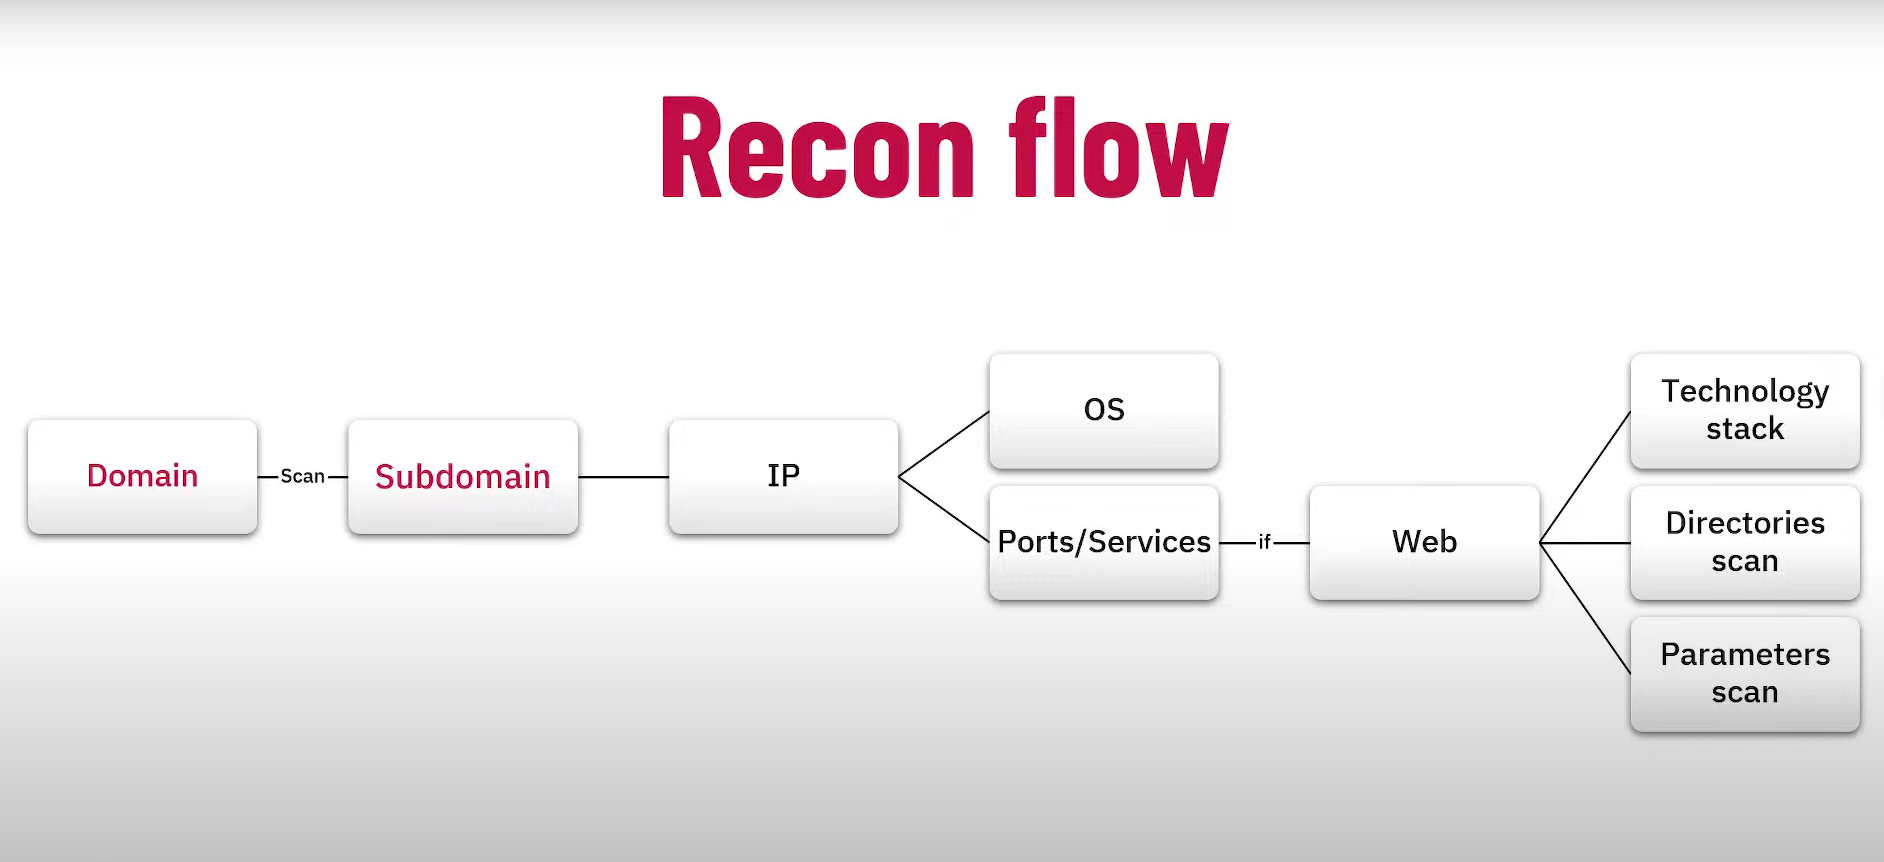 Recon flow
Domain
Scan
Subdomain
IP
OS
Ports/Services
if
Web
Technology
stack
Directories
scan
Parameters
scan